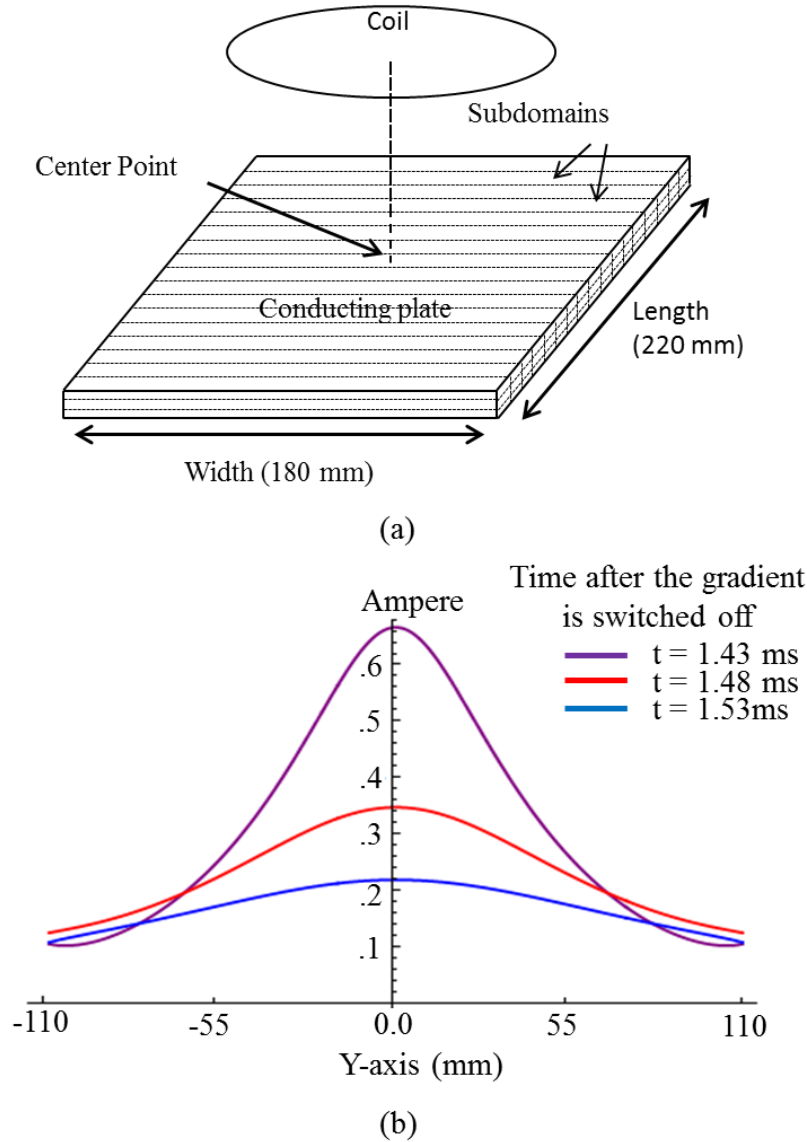 Coil
Subdomains
Center Point
Conducting plate
Length
(220 mm)
Width (180 mm)
(a)
Time after the gradient
is switched off
Ampere
t = 1.43 ms
t = 1.48 ms
t = 1.53ms
.6
.5
.4
.3
.2
.1
-110
-55
0.0
55
110
Y-axis (mm)
(b)